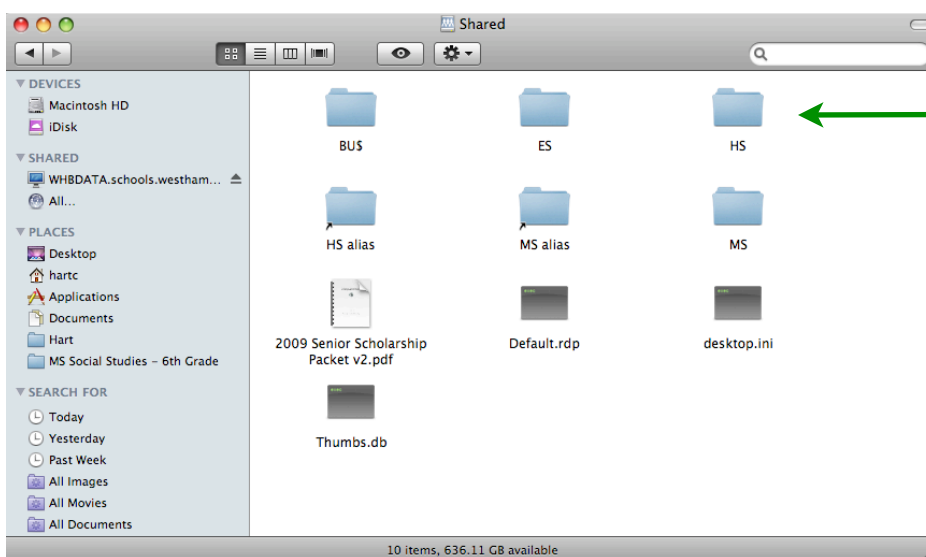 Shared
DEVICES
Macintosh HD
iDisk
SHARED
WHBDATA.schools.westham...
All...
PLACES
Desktop
hartc
Applications
Documents
Hart
MS Social Studies – 6th Grade
SEARCH FOR
Today
Yesterday
Past Week
All Images
All Movies
All Documents
BU$
ES
HS
HS alias
MS alias
MS
2009 Senior Scholarship
Packet v2.pdf
Default.rdp
desktop.ini
Thumbs.db
10 items, 636.11 GB available